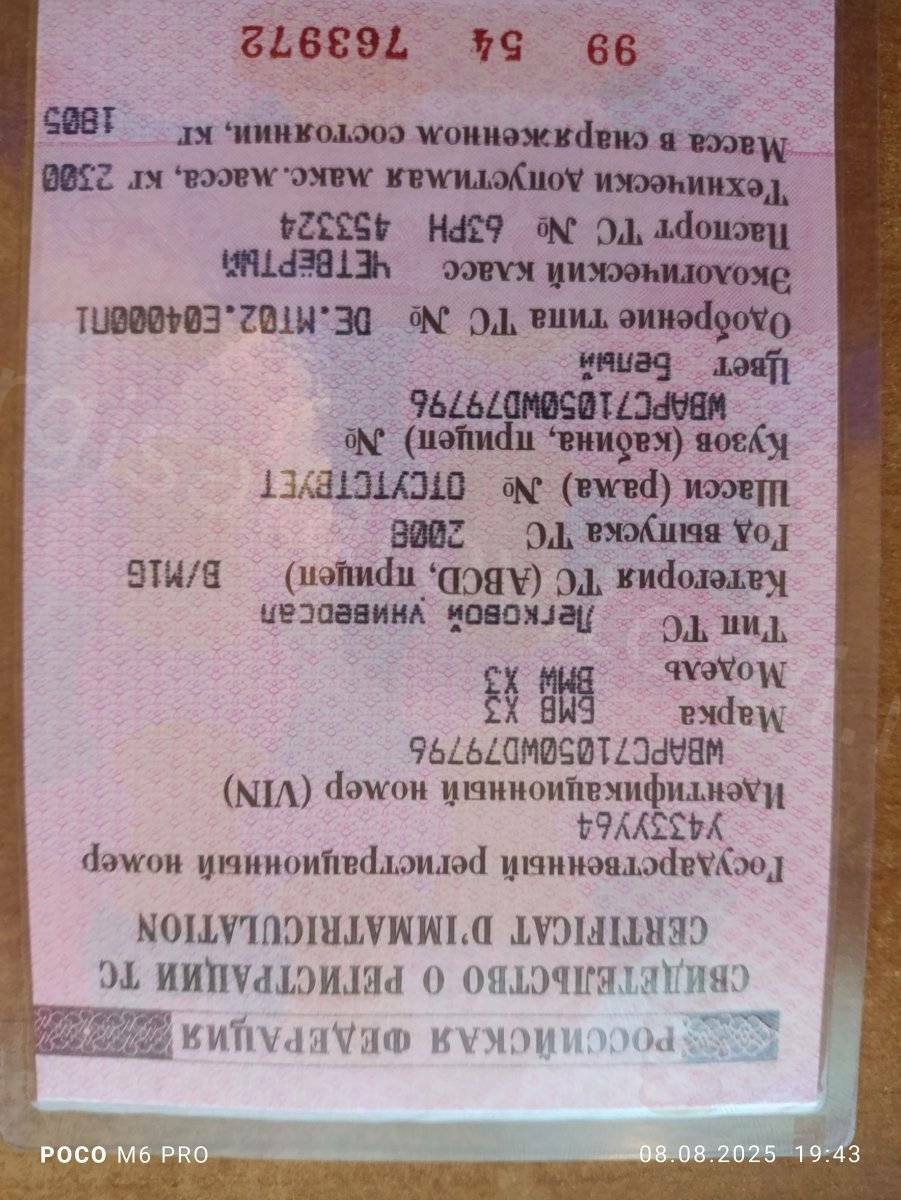 РОССИЙСКАЯ ФЕДЕРАЦИЯ
СВИДЕТЕЛЬСТВО О РЕГИСТРАЦИИ ТС
CERTIFICAT D'IMMATRICULATION
Государственный регистрационный номер
У433УУ64
Идентификационный номер (VIN)
WBAPC71050WD79796
Марка БМВ X3
Модель BMW X3
Тип ТС Легковой универсал
Категория ТС (ABCD, прицеп) B/M1G
Год выпуска ТС 2008
Шасси (рама) № ОТСУТСТВУЕТ
Кузов (кабина, прицеп) №
WBAPC71050WD79796
Цвет Белый
Одобрение типа ТС № DE.MT02.E04000П1
Экологический класс ЧЕТВЁРТЫЙ
Паспорт ТС № 63РН 453324
Технически допустимая макс. масса, кг 2300
Масса в снаряженном состоянии, кг 1805
99 54 763972
POCO M6 PRO 08.08.2025 19:43